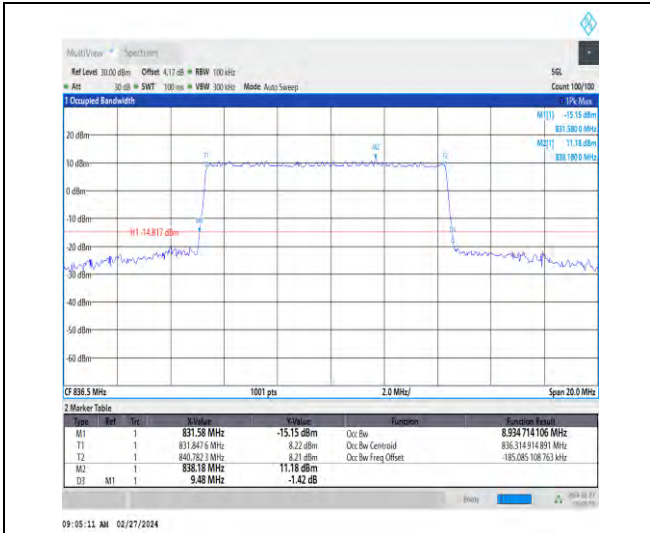 MultiView Spectrum
Ref Level 30.00 dBm Offset 4.17 dB RBW 100 kHz SGL
Att 30 dB SWT 100 ms VBW 300 kHz Mode Auto Sweep Count 100/100
1 Occupied Bandwidth 1Pk Max
M1[1] -15.15 dBm
831.580 0 MHz
M2[1] 11.18 dBm
838.180 0 MHz
20 dBm
M2
T1 T2
10 dBm
0 dBm
-10 dBm
M1
H1 -14.817 dBm
-20 dBm
-30 dBm
-40 dBm
-50 dBm
-60 dBm
CF 836.5 MHz 1001 pts 2.0 MHz/ Span 20.0 MHz
2 Marker Table
Type Ref Trc X-Value Y-Value Function Function Result
M1 1 831.58 MHz -15.15 dBm Occ Bw 8.934 714 106 MHz
T1 1 831.847 6 MHz 8.22 dBm Occ Bw Centroid 836.314 914 891 MHz
T2 1 840.782 3 MHz 8.21 dBm Occ Bw Freq Offset -185.085 108 763 kHz
M2 1 838.18 MHz 11.18 dBm
D3 M1 1 9.48 MHz -1.42 dB
09:05:11 AM 02/27/2024